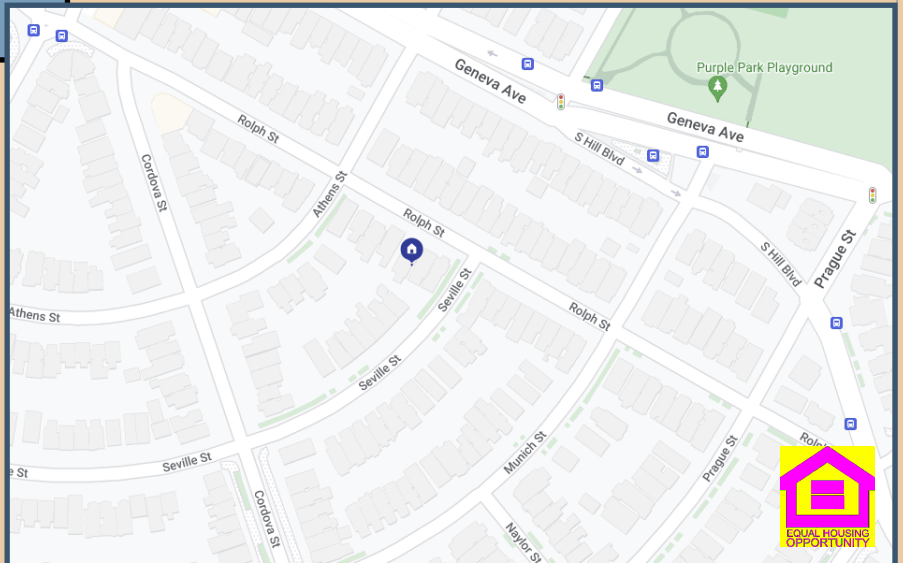 Purple Park Playground
Geneva Ave
Geneva Ave
Rolph St
S Hill Blvd
Cordova St
Athens St
Rolph St
S Hill Blvd
Prague St
Seville St
Athens St
Rolph St
Seville St
Munich St
Prague St
Seville St
St
Cordova St
Naylor St
EQUAL HOUSING
OPPORTUNITY